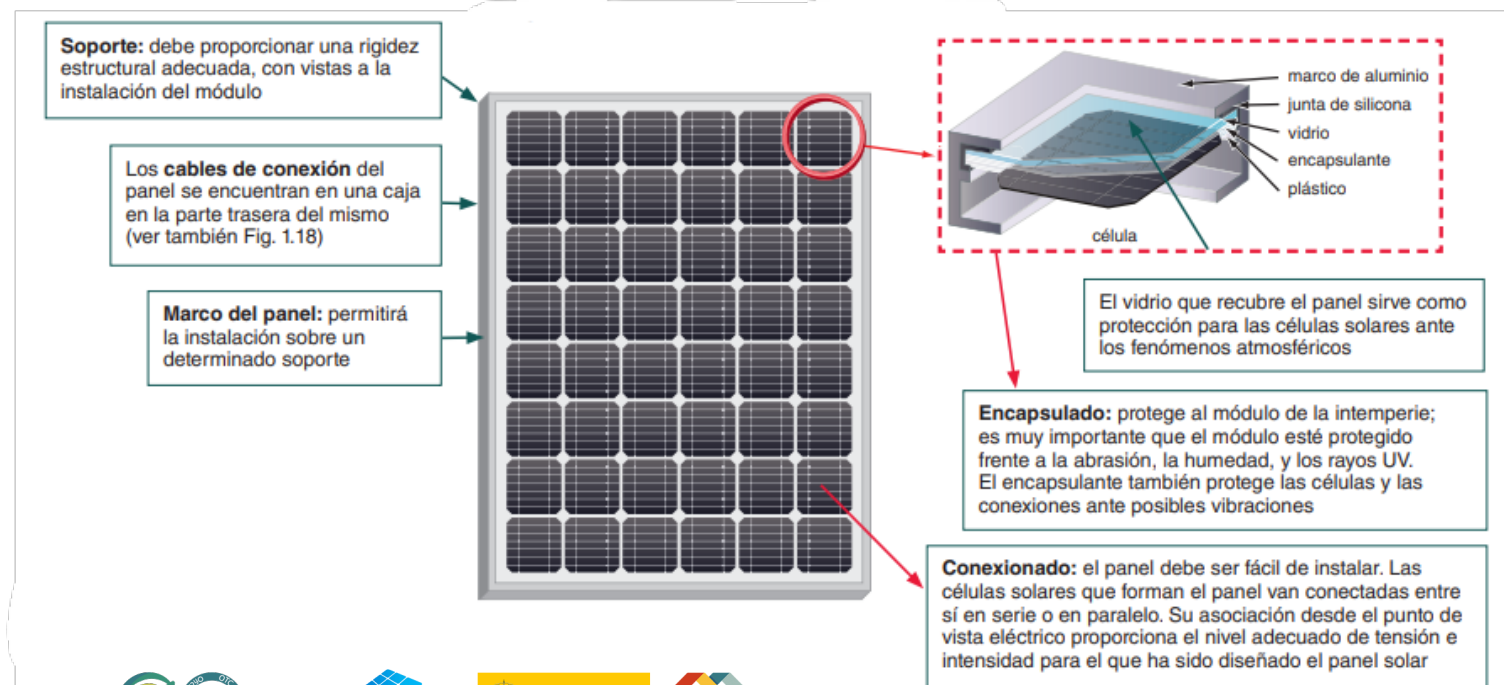 Soporte: debe proporcionar una rigidez
estructural adecuada, con vistas a la
instalación del módulo
Los cables de conexión del
panel se encuentran en una caja
en la parte trasera del mismo
(ver también Fig. 1.18)
Marco del panel: permitirá
la instalación sobre un
determinado soporte
marco de aluminio
junta de silicona
vidrio
encapsulante
plástico
célula
El vidrio que recubre el panel sirve como
protección para las células solares ante
los fenómenos atmosféricos
Encapsulado: protege al módulo de la intemperie;
es muy importante que el módulo esté protegido
frente a la abrasión, la humedad, y los rayos UV.
El encapsulante también protege las células y las
conexiones ante posibles vibraciones
Conexionado: el panel debe ser fácil de instalar. Las
células solares que forman el panel van conectadas entre
sí en serie o en paralelo. Su asociación desde el punto de
vista eléctrico proporciona el nivel adecuado de tensión e
intensidad para el que ha sido diseñado el panel solar